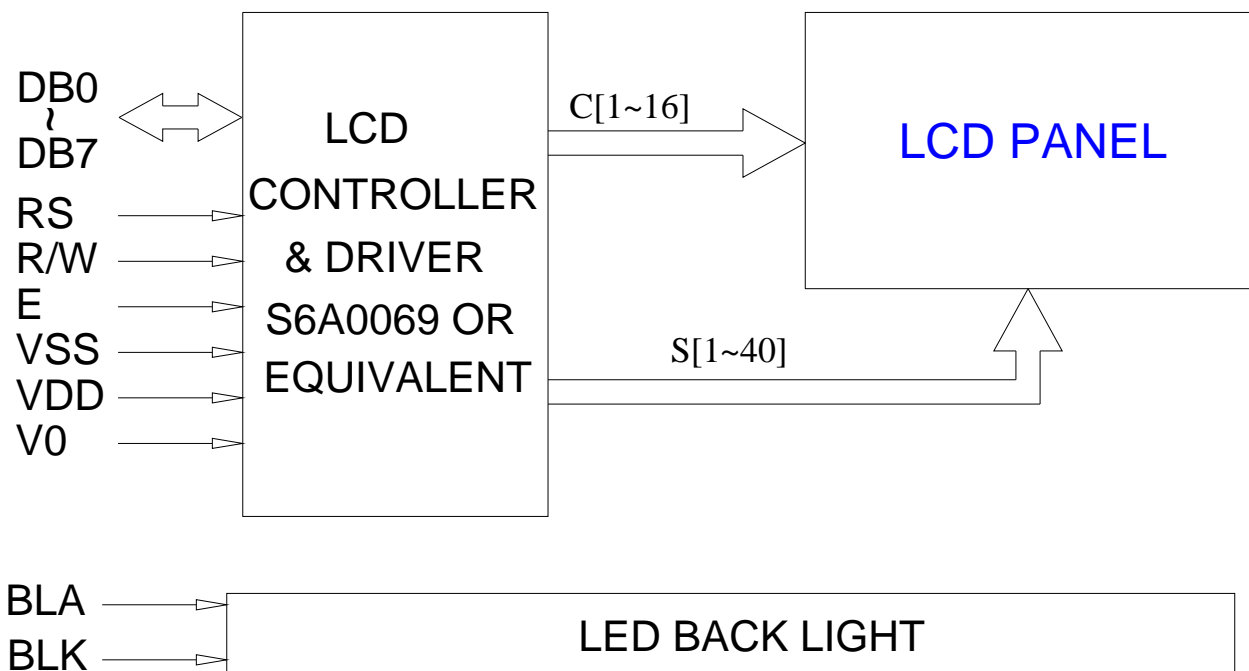 DB0
~
DB7
RS
R/W
E
VSS
VDD
V0
LCD
CONTROLLER
& DRIVER
S6A0069 OR
EQUIVALENT
C[1~16]
S[1~40]
LCD PANEL
BLA
BLK
LED BACK LIGHT